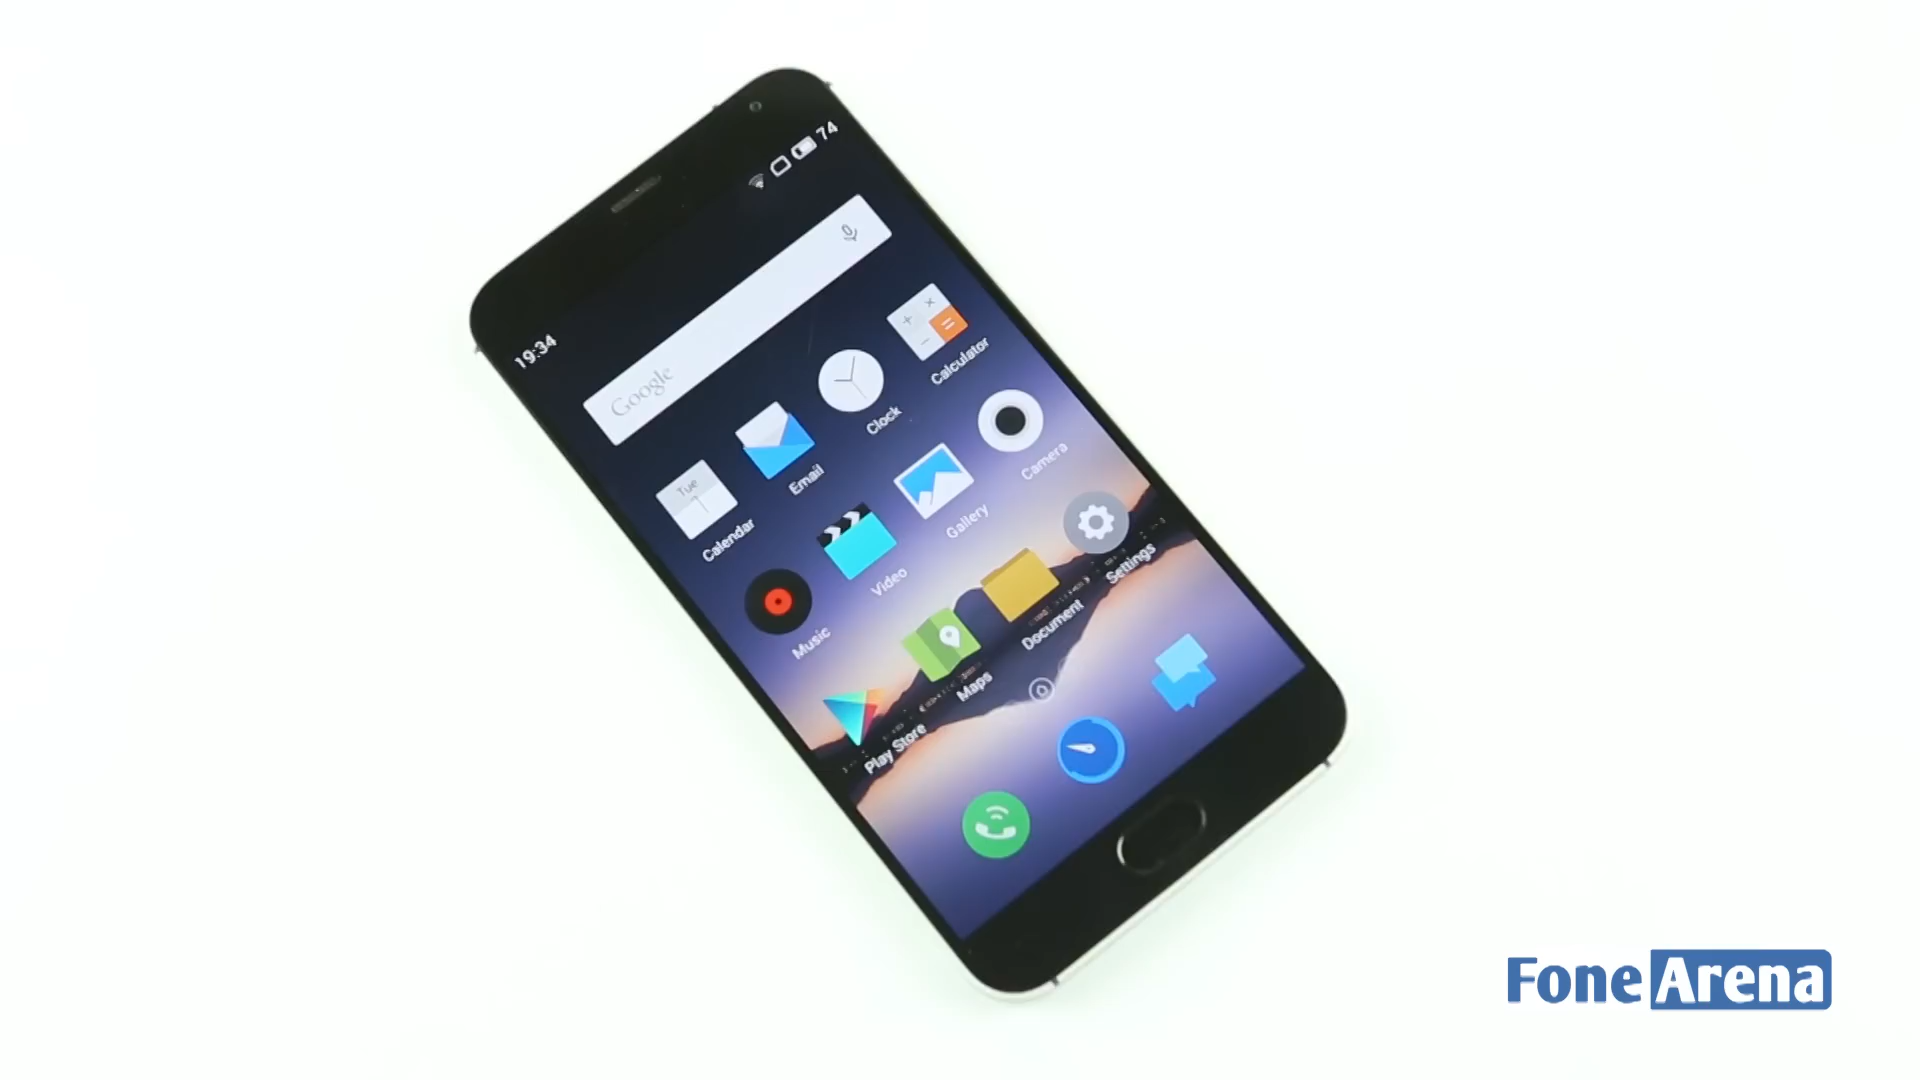 19:34
74
Google
Calendar
Email
Clock
Calculator
Tue
Music
Video
Gallery
Camera
Play Store
Maps
Document
Settings
FoneArena